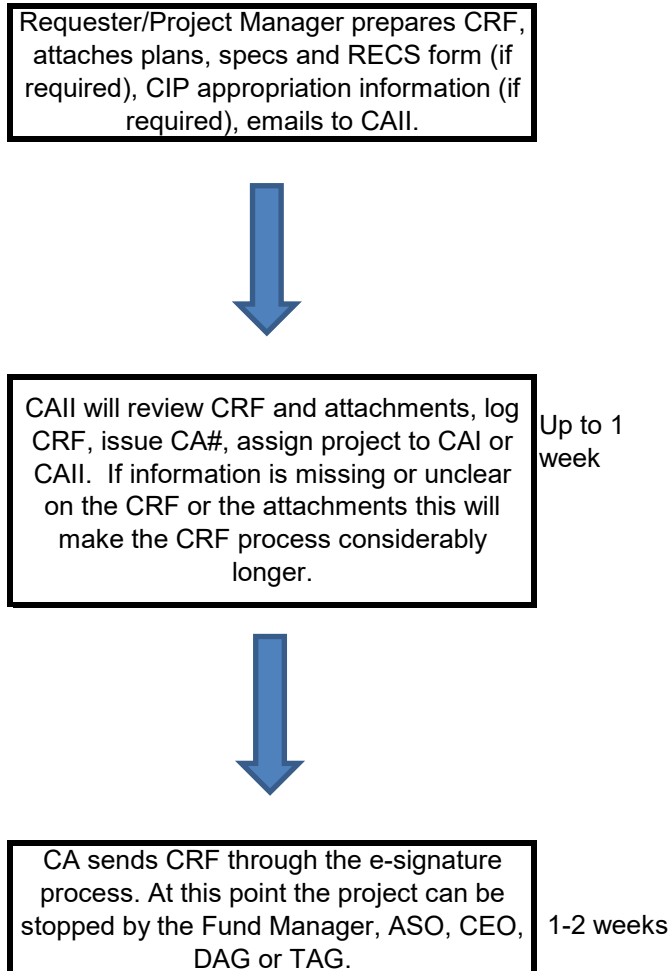 Requester/Project Manager prepares CRF,
attaches plans, specs and RECS form (if
required), CIP appropriation information (if
required), emails to CAII.
CAII will review CRF and attachments, log
CRF, issue CA#, assign project to CAI or
CAII.  If information is missing or unclear
on the CRF or the attachments this will
make the CRF process considerably
longer.
Up to 1
week
CA sends CRF through the e-signature
process. At this point the project can be
stopped by the Fund Manager, ASO, CEO,
DAG or TAG.
1-2 weeks